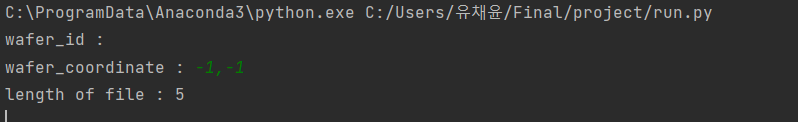 C:\ProgramData\Anaconda3\python.exe C:/Users/유채윤/Final/project/run.py
wafer_id :
wafer_coordinate : -1,-1
length of file : 5